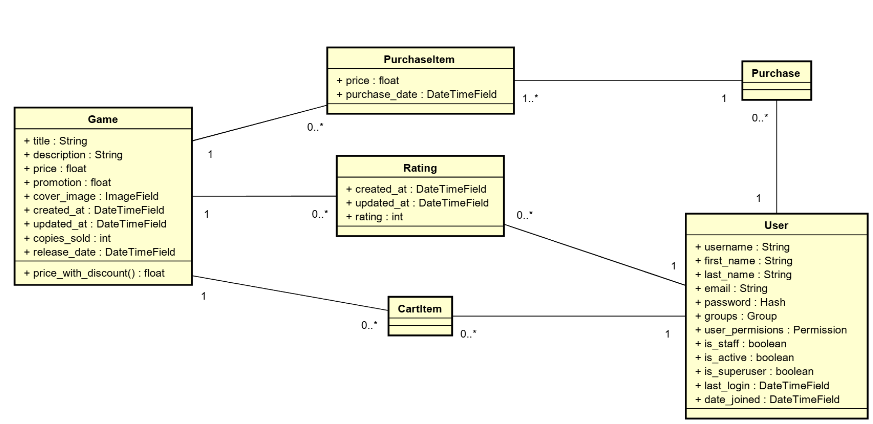 PurchaseItem
+ price : float
+ purchase_date : DateTimeField
Purchase
1..*
1
0..*
0..*
1
Game
+ title : String
+ description : String
+ price : float
+ promotion : float
+ cover_image : ImageField
+ created_at : DateTimeField
+ updated_at : DateTimeField
+ copies_sold : int
+ release_date : DateTimeField
+ price_with_discount() : float
Rating
+ created_at : DateTimeField
+ updated_at : DateTimeField
+ rating : int
1
0..*
0..*
1
1
User
+ username : String
+ first_name : String
+ last_name : String
+ email : String
+ password : Hash
+ groups : Group
+ user_permisions : Permission
+ is_staff : boolean
+ is_active : boolean
+ is_superuser : boolean
+ last_login : DateTimeField
+ date_joined : DateTimeField
CartItem
1
0..*
0..*
1